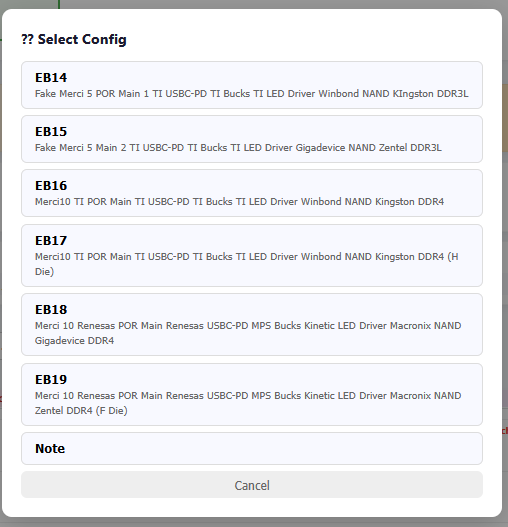 ?? Select Config
EB14
Fake Merci 5 POR Main 1 TI USBC-PD TI Bucks TI LED Driver Winbond NAND KIngston DDR3L
EB15
Fake Merci 5 Main 2 TI USBC-PD TI Bucks TI LED Driver Gigadevice NAND Zentel DDR3L
EB16
Merci10 TI POR Main TI USBC-PD TI Bucks TI LED Driver Winbond NAND Kingston DDR4
EB17
Merci10 TI POR Main TI USBC-PD TI Bucks TI LED Driver Winbond NAND Kingston DDR4 (H
Die)
EB18
Merci 10 Renesas POR Main Renesas USBC-PD MPS Bucks Kinetic LED Driver Macronix NAND
Gigadevice DDR4
EB19
Merci 10 Renesas POR Main Renesas USBC-PD MPS Bucks Kinetic LED Driver Macronix NAND
Zentel DDR4 (F Die)
Note
Cancel